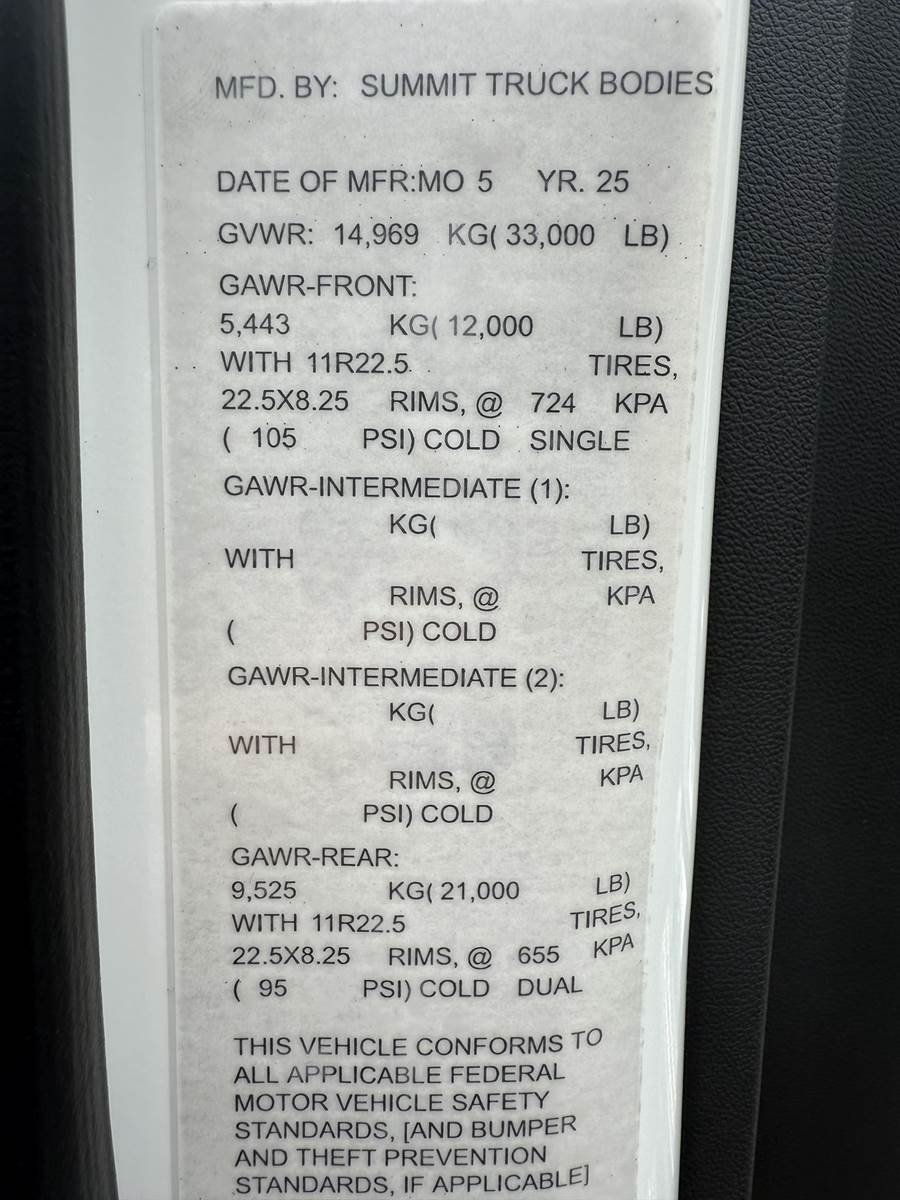 MFD. BY: SUMMIT TRUCK BODIES
DATE OF MFR:MO 5 YR. 25
GVWR: 14,969 KG( 33,000 LB)
GAWR-FRONT:
5,443 KG( 12,000 LB)
WITH 11R22.5 TIRES,
22.5X8.25 RIMS, @ 724 KPA
( 105 PSI) COLD SINGLE
GAWR-INTERMEDIATE (1):
KG( LB)
WITH TIRES,
RIMS, @ KPA
( PSI) COLD
GAWR-INTERMEDIATE (2):
KG( LB)
WITH TIRES,
RIMS, @ KPA
( PSI) COLD
GAWR-REAR:
9,525 KG( 21,000 LB)
WITH 11R22.5 TIRES,
22.5X8.25 RIMS, @ 655 KPA
( 95 PSI) COLD DUAL
THIS VEHICLE CONFORMS TO
ALL APPLICABLE FEDERAL
MOTOR VEHICLE SAFETY
STANDARDS, [AND BUMPER
AND THEFT PREVENTION
STANDARDS, IF APPLICABLE]